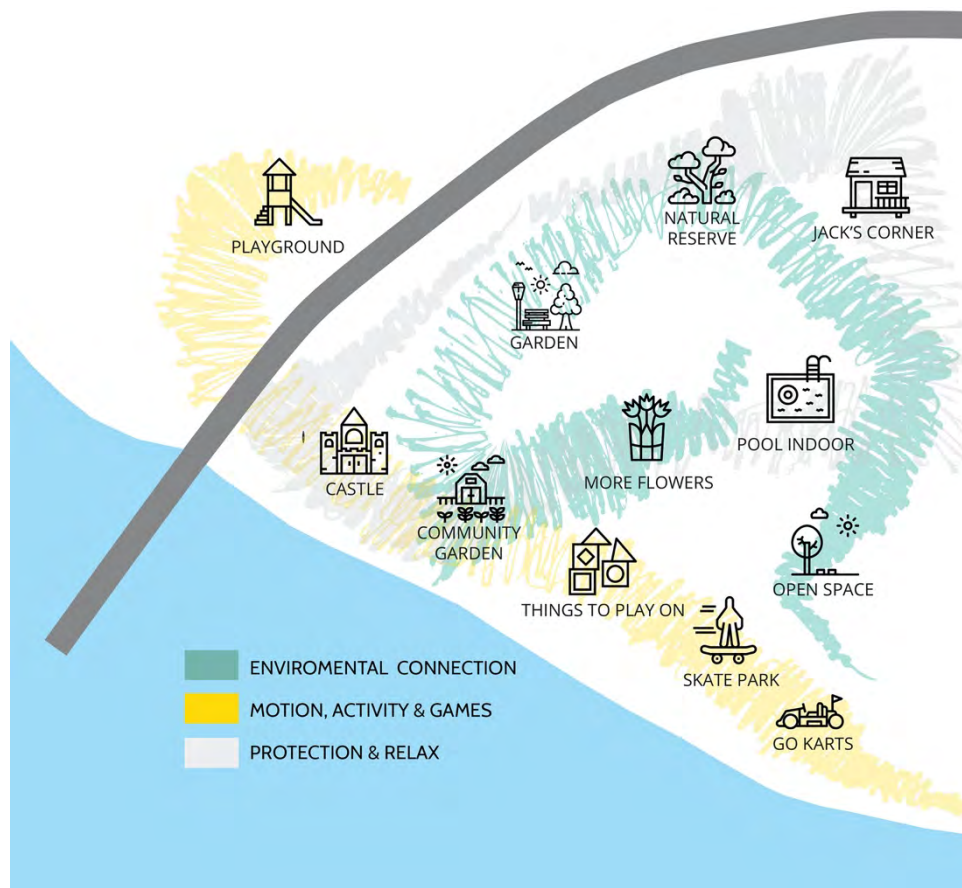 PLAYGROUND
NATURAL
RESERVE
JACK'S CORNER
GARDEN
POOL INDOOR
CASTLE
MORE FLOWERS
COMMUNITY
GARDEN
OPEN SPACE
THINGS TO PLAY ON
SKATE PARK
GO KARTS
ENVIROMENTAL CONNECTION
MOTION, ACTIVITY & GAMES
PROTECTION & RELAX